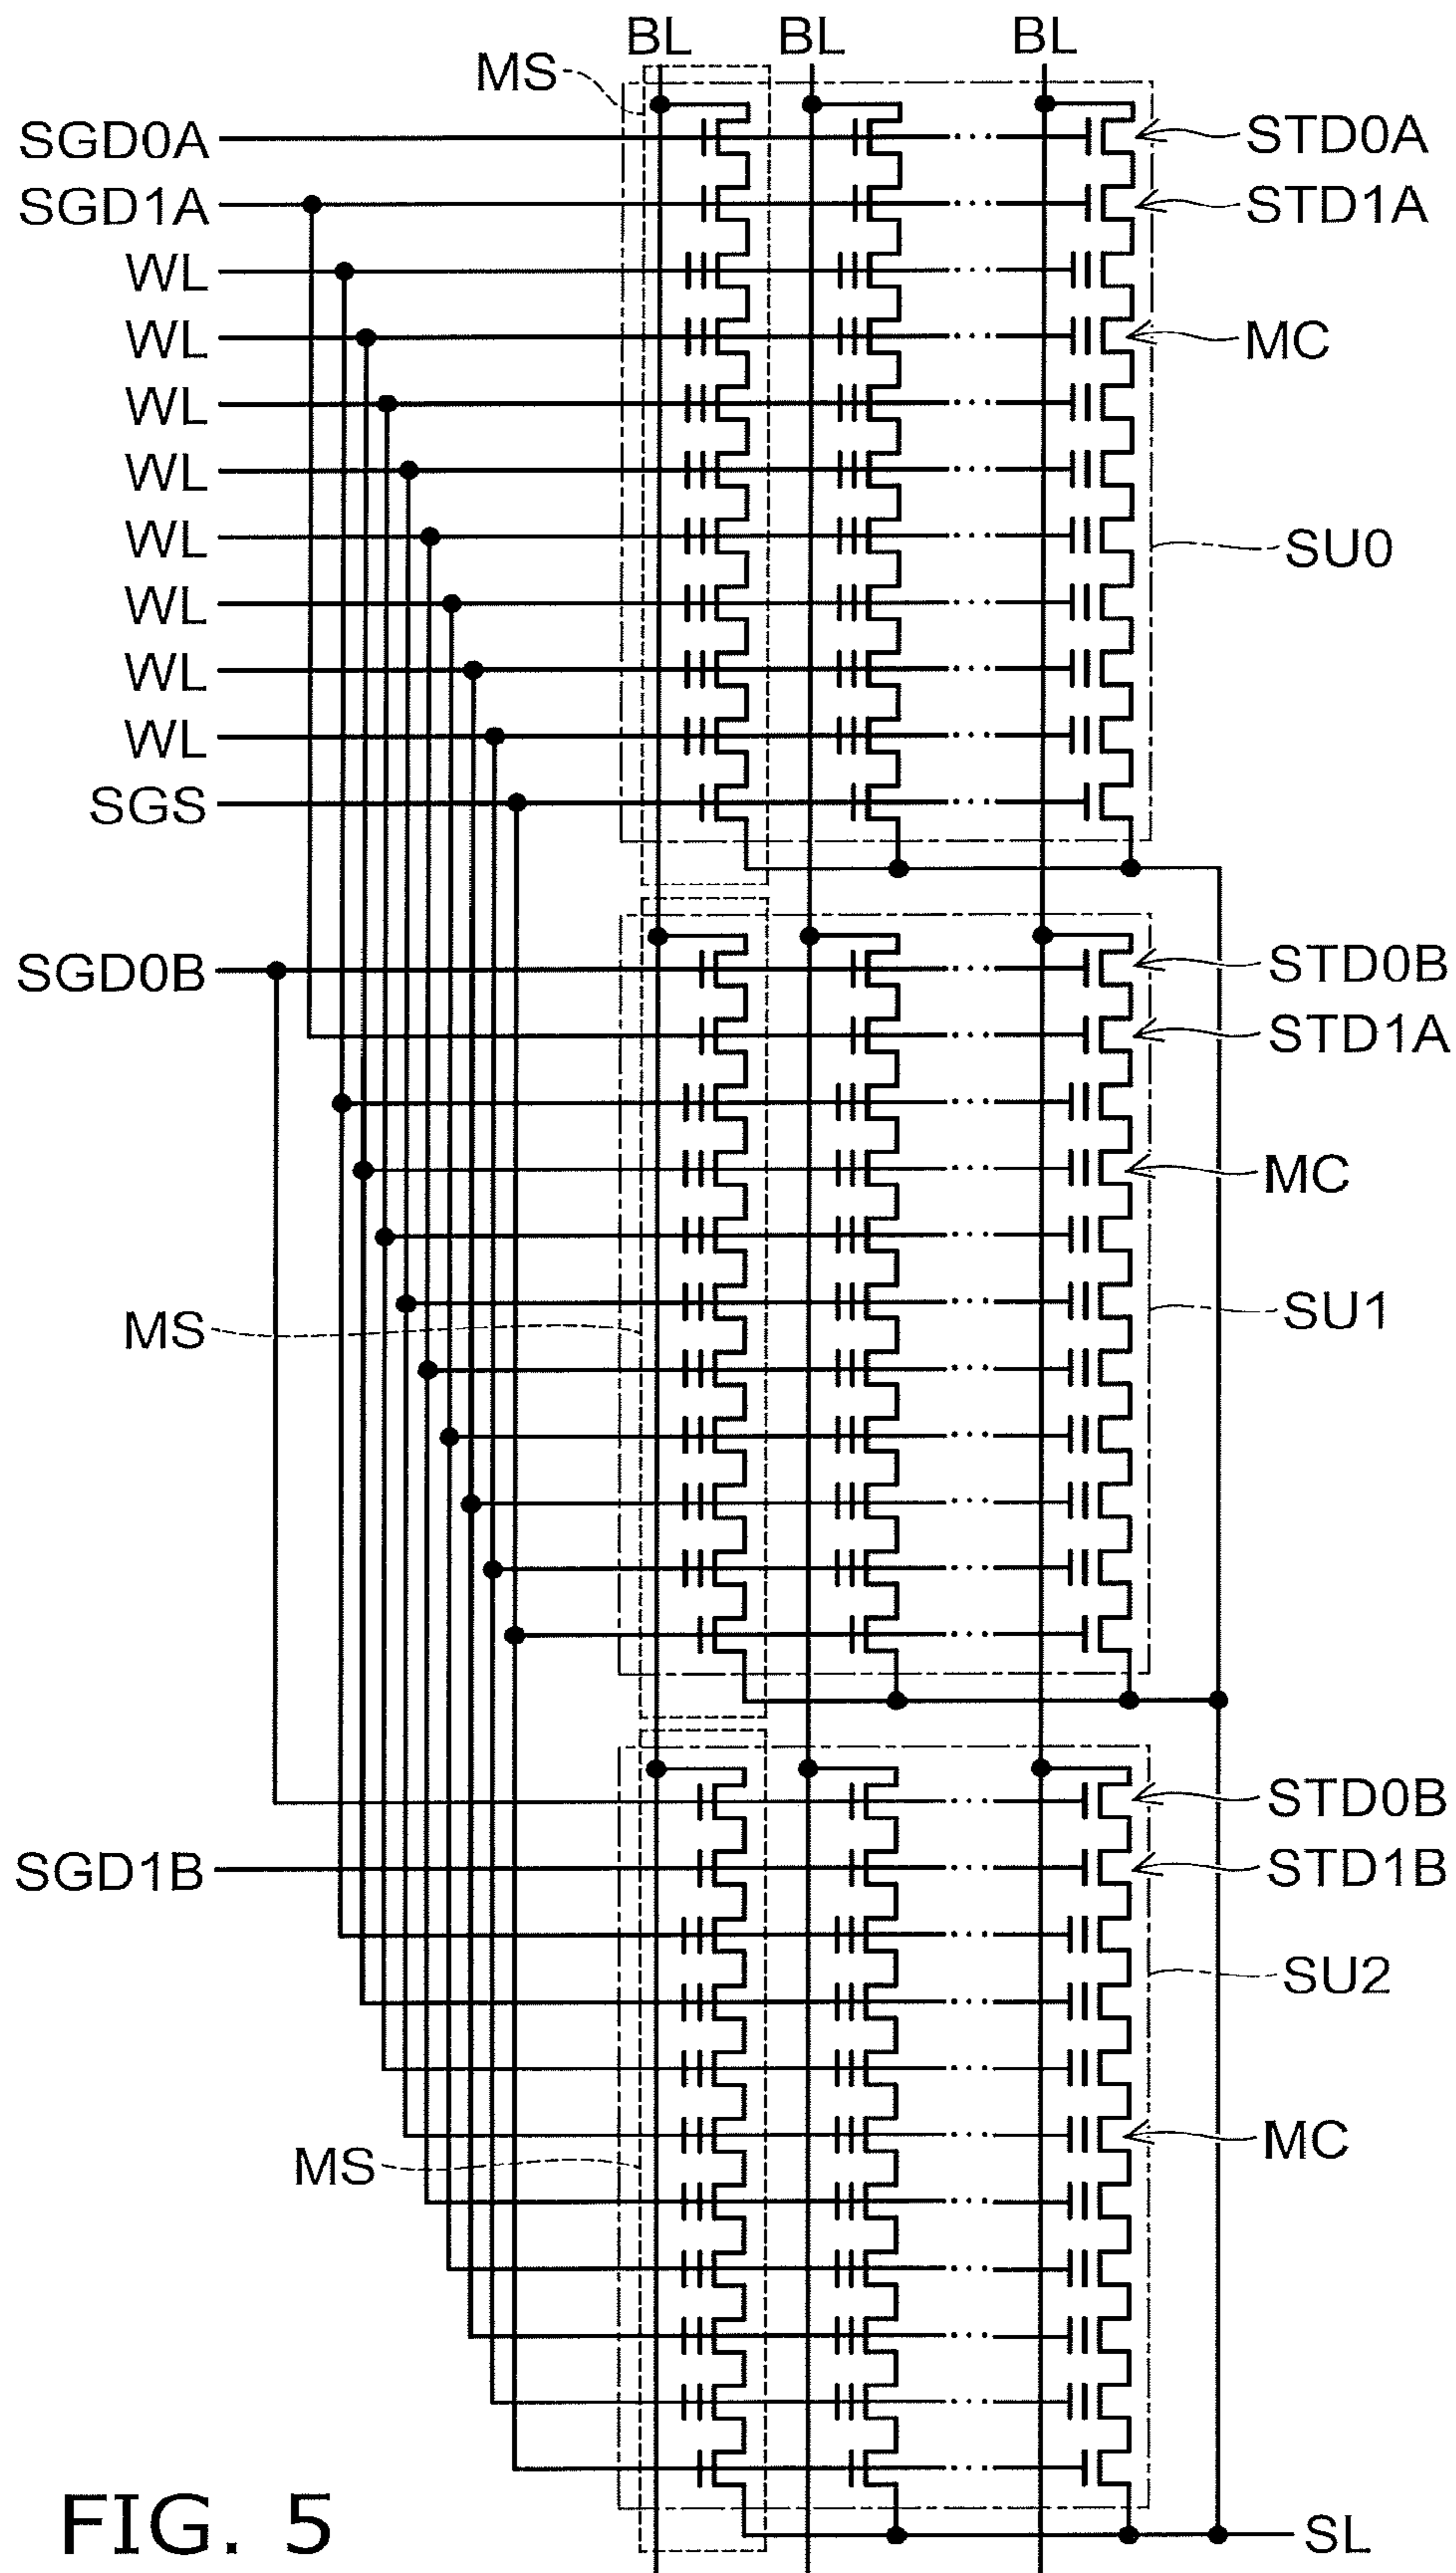 BL BL BL
MS
SGD0A STD0A
SGD1A STD1A
WL
WL MC
WL
WL
WL SU0
WL
WL
WL
SGS
SGD0B STD0B
STD1A
MC
MS SU1
STD0B
SGD1B STD1B
SU2
MS MC
FIG. 5 SL